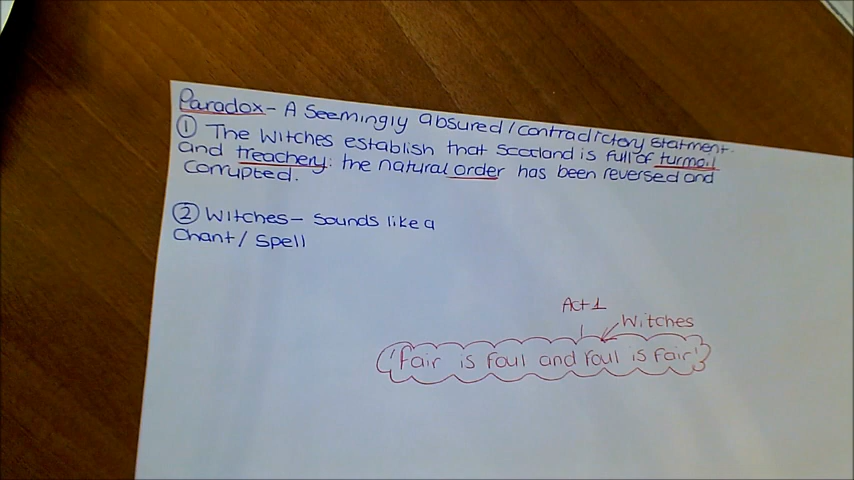 Paradox - A Seemingly absured/contradictory statment.
① The witches establish that Scotland is full of turmoil
and treachery: the natural order has been reversed and
corrupted.
② Witches - sounds like a
chant/spell
Act 1
Witches
'Fair is foul and foul is fair'